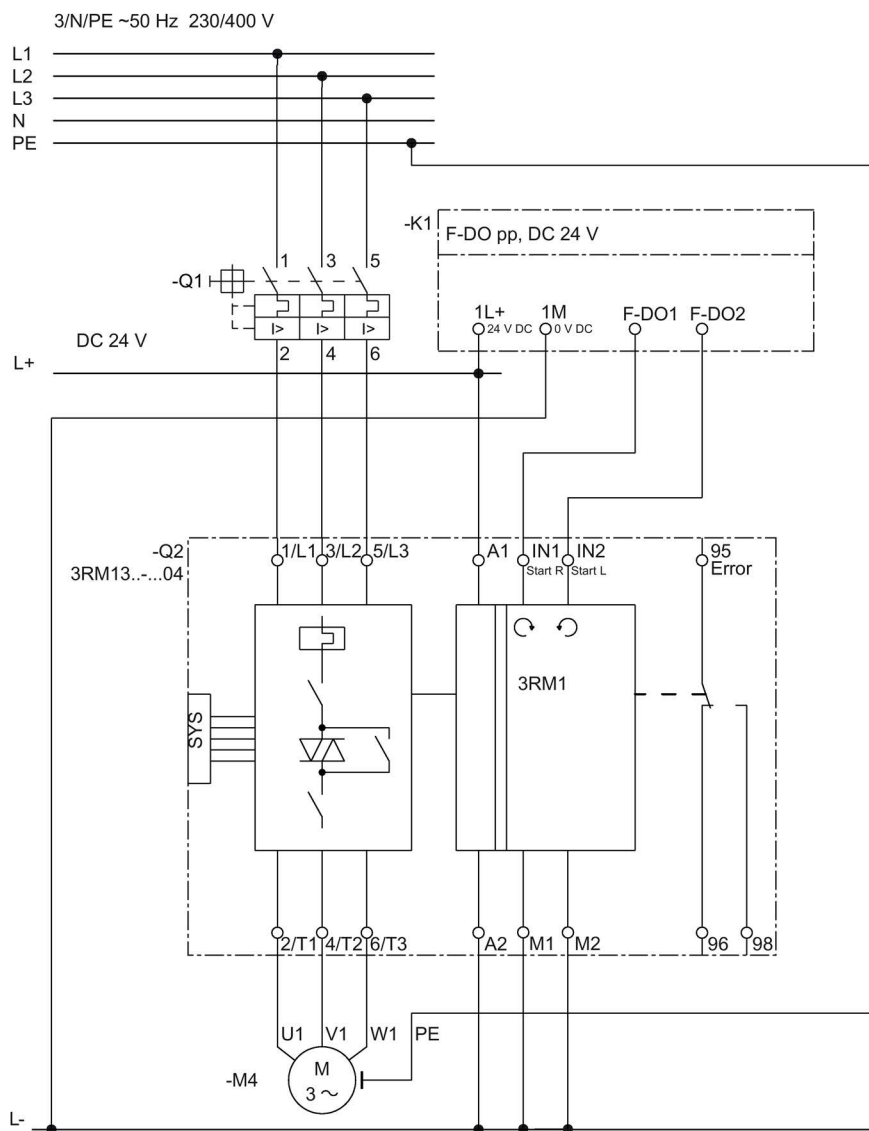 3/N/PE ~50 Hz 230/400 V
L1
L2
L3
N
PE
-K1
F-DO pp, DC 24 V
1 3 5
-Q1
1L+ 1M F-DO1 F-DO2
24 V DC 0 V DC
I> I> I>
DC 24 V
2 4 6
L+
-Q2 1/L1 3/L2 5/L3 A1 IN1 IN2 95
3RM13..-...04 Start R Start L Error
3RM1
SYS
2/T1 4/T2 6/T3 A2 M1 M2 96 98
U1 V1 W1 PE
-M4
M
3 ~
L-